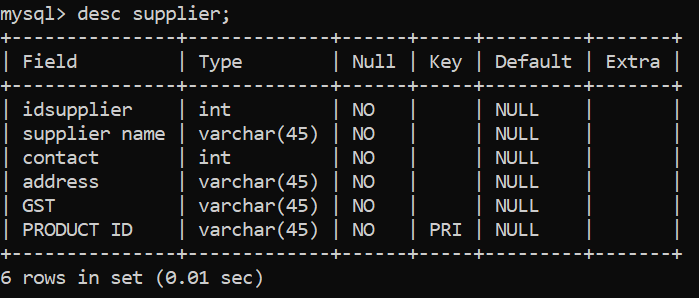 mysql> desc supplier;
+---------------+-------------+------+-----+---------+-------+
| Field         | Type        | Null | Key | Default | Extra |
+---------------+-------------+------+-----+---------+-------+
| idsupplier    | int         | NO   |     | NULL    |       |
| supplier name | varchar(45) | NO   |     | NULL    |       |
| contact       | int         | NO   |     | NULL    |       |
| address       | varchar(45) | NO   |     | NULL    |       |
| GST           | varchar(45) | NO   |     | NULL    |       |
| PRODUCT ID    | varchar(45) | NO   | PRI | NULL    |       |
+---------------+-------------+------+-----+---------+-------+
6 rows in set (0.01 sec)